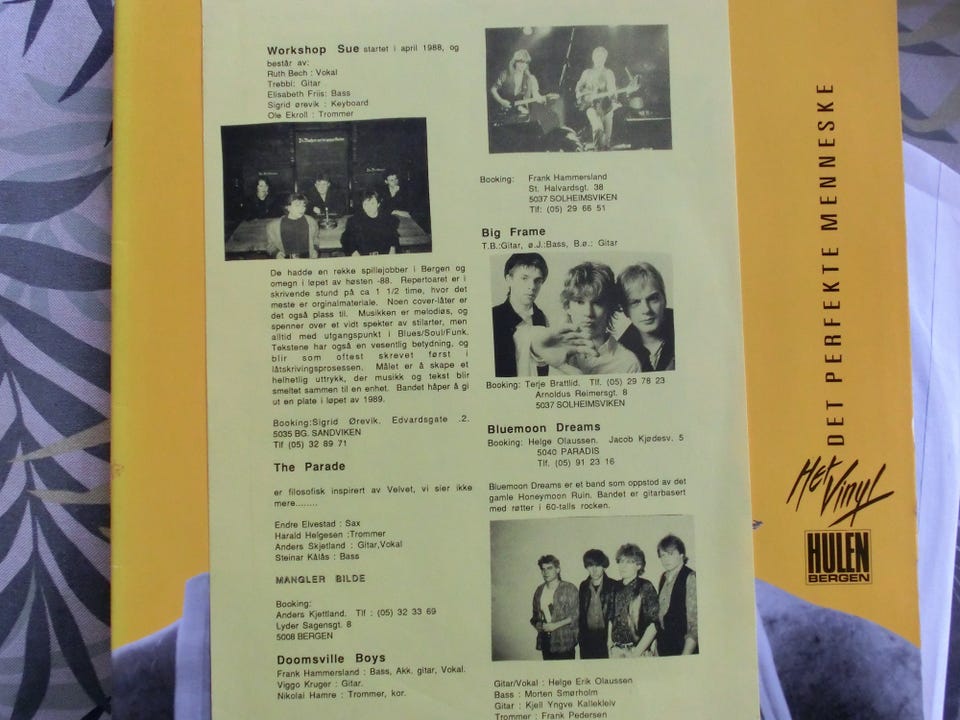 Workshop Sue startet i april 1988, og
består av:
Ruth Bech : Vokal
Trebbi: Gitar
Elisabeth Friis: Bass
Sigrid ørevik : Keyboard
Ole Ekroll : Trommer
De hadde en rekke spillejobber i Bergen og
omegn i løpet av høsten -88. Repertoaret er i
skrivende stund på ca 1 1/2 time, hvor det
meste er orginalmateriale. Noen cover-låter er
det også plass til. Musikken er melodiøs, og
spenner over et vidt spekter av stilarter, men
alltid med utgangspunkt i Blues/Soul/Funk.
Tekstene har også en vesentlig betydning, og
blir som oftest skrevet først i
låtskrivingsprosessen. Målet er å skape et
helhetlig uttrykk, der musikk og tekst blir
smeltet sammen til en enhet. Bandet håper å gi
ut en plate i løpet av 1989.
Booking:Sigrid Ørevik, Edvardsgate .2.
5035 BG. SANDVIKEN
Tlf (05) 32 89 71
The Parade
er filosofisk inspirert av Velvet, vi sier ikke
mere........
Endre Elvestad : Sax
Harald Helgesen :Trommer
Anders Skjetland : Gitar,Vokal
Steinar Kålås : Bass
MANGLER BILDE
Booking:
Anders Kjettland. Tlf : (05) 32 33 69
Lyder Sagensgt. 8
5008 BERGEN
Doomsville Boys
Frank Hammersland : Bass, Akk. gitar, Vokal.
Viggo Kruger : Gitar.
Nikolai Hamre : Trommer, kor.
Booking: Frank Hammersland
St. Halvardsgt. 38
5037 SOLHEIMSVIKEN
Tlf: (05) 29 66 51
Big Frame
T.B.:Gitar, ø.J.:Bass, B.ø.: Gitar
Booking: Terje Brattlid. Tlf. (05) 29 78 23
Arnoldus Reimersgt. 8
5037 SOLHEIMSVIKEN
Bluemoon Dreams
Booking: Helge Olaussen. Jacob Kjødesv. 5
5040 PARADIS
Tlf. (05) 91 23 16
Bluemoon Dreams er et band som oppstod av det
gamle Honeymoon Ruin. Bandet er gitarbasert
med røtter i 60-talls rocken.
Gitar/Vokal : Helge Erik Olaussen
Bass : Morten Smørholm
Gitar : Kjell Yngve Kallekleiv
Trommer : Frank Pedersen
DET PERFEKTE MENNESKE
Het Vinyl
HULEN
BERGEN